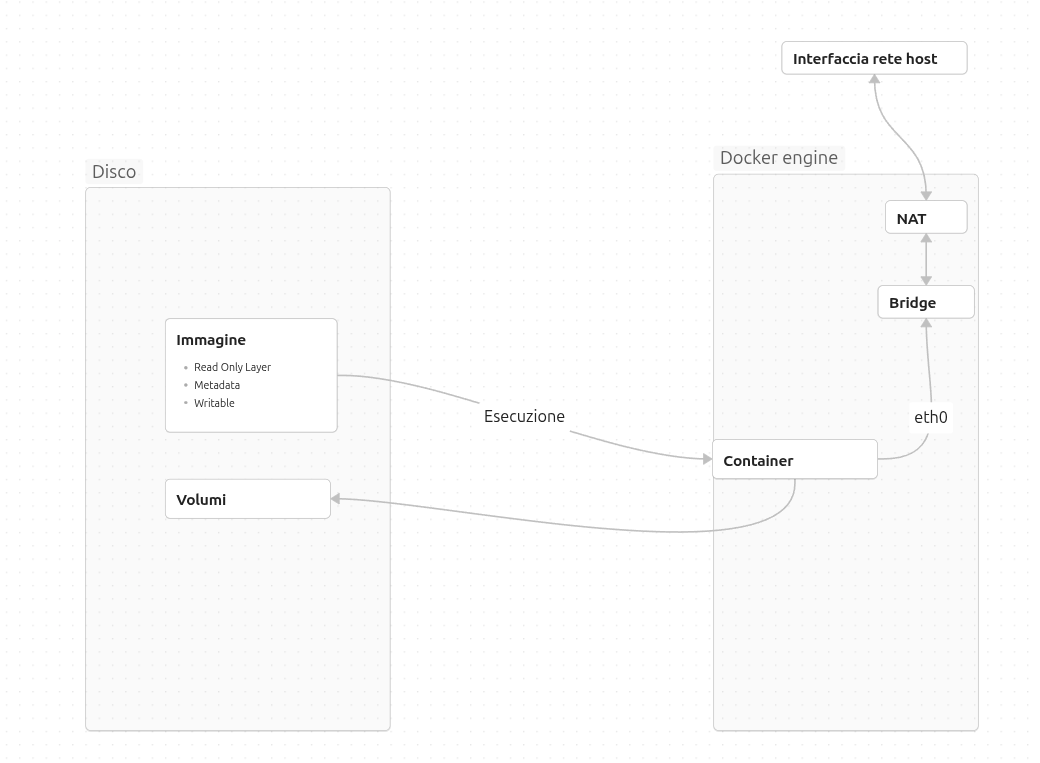 Interfaccia rete host
Docker engine
Disco
NAT
Bridge
Immagine
Read Only Layer
Metadata
Writable
Esecuzione
eth0
Container
Volumi